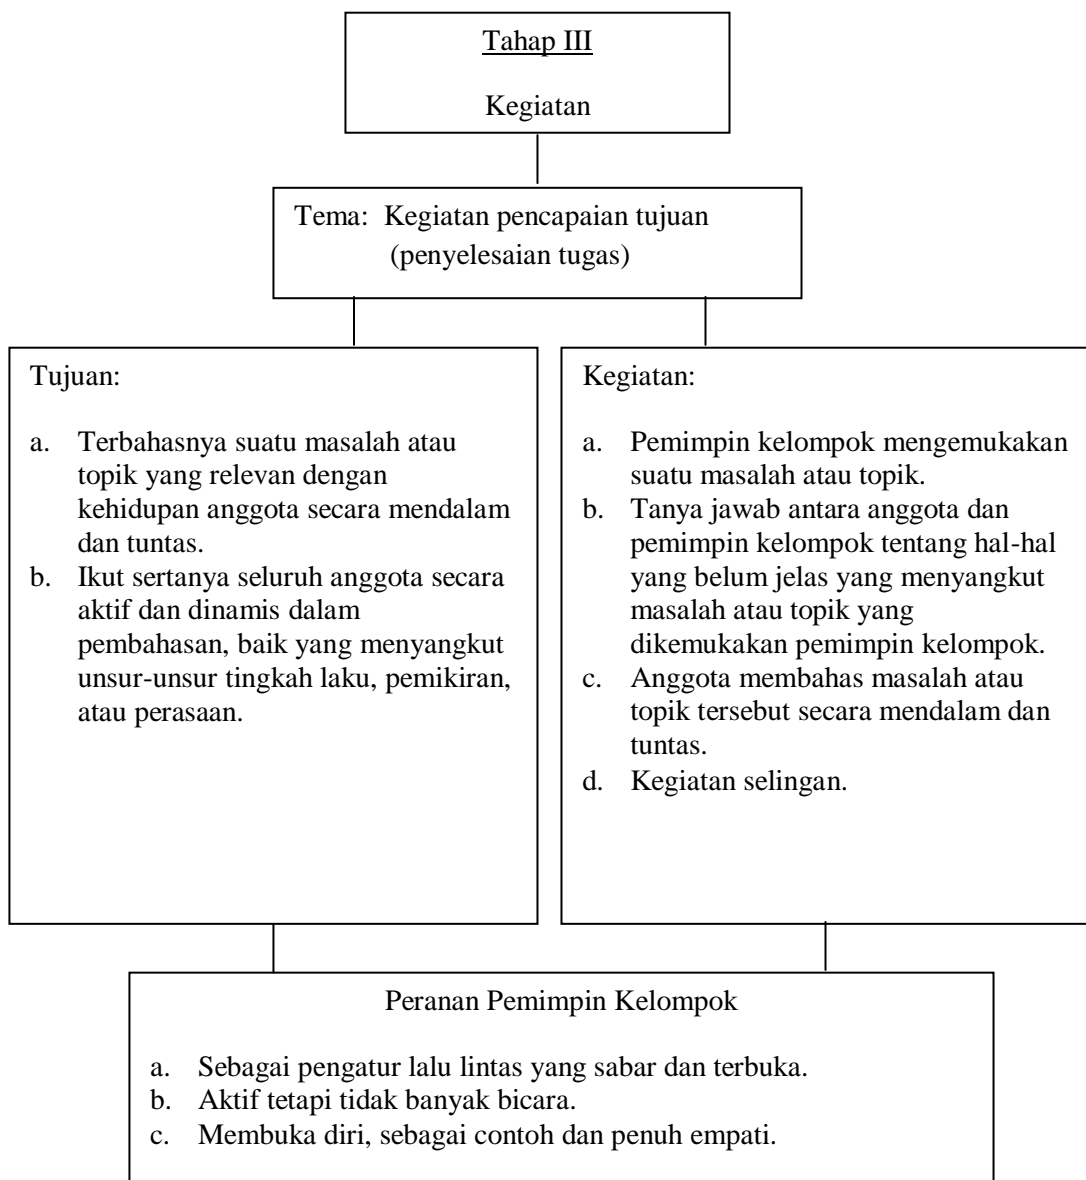 Tahap III
Kegiatan
Tema: Kegiatan pencapaian tujuan
(penyelesaian tugas)
Tujuan:
a. Terbahasnya suatu masalah atau
topik yang relevan dengan
kehidupan anggota secara mendalam
dan tuntas.
b. Ikut sertanya seluruh anggota secara
aktif dan dinamis dalam
pembahasan, baik yang menyangkut
unsur-unsur tingkah laku, pemikiran,
atau perasaan.
Kegiatan:
a. Pemimpin kelompok mengemukakan
suatu masalah atau topik.
b. Tanya jawab antara anggota dan
pemimpin kelompok tentang hal-hal
yang belum jelas yang menyangkut
masalah atau topik yang
dikemukakan pemimpin kelompok.
c. Anggota membahas masalah atau
topik tersebut secara mendalam dan
tuntas.
d. Kegiatan selingan.
Peranan Pemimpin Kelompok
a. Sebagai pengatur lalu lintas yang sabar dan terbuka.
b. Aktif tetapi tidak banyak bicara.
c. Membuka diri, sebagai contoh dan penuh empati.